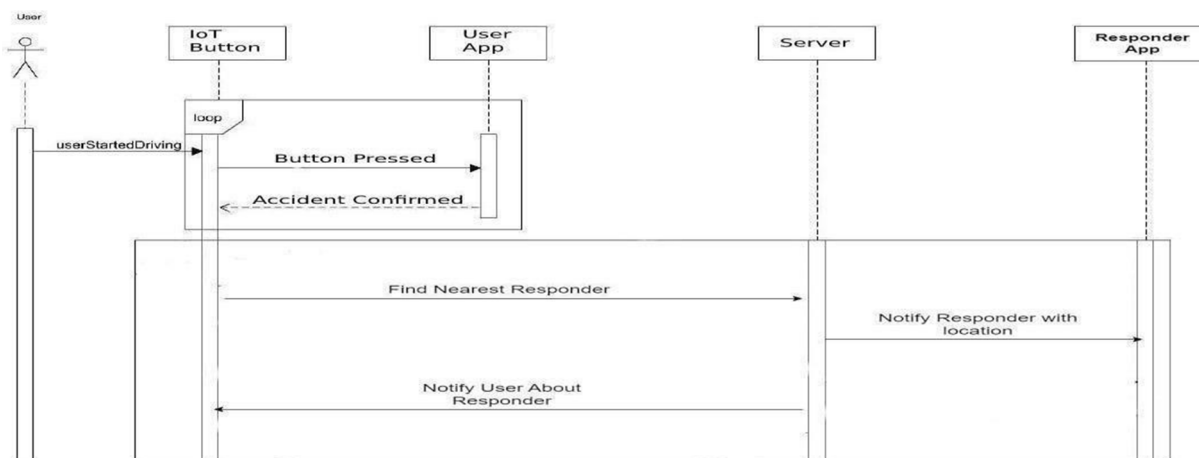 User
IoT
Button
User
App
Server
Responder
App
loop
userStartedDriving
Button Pressed
Accident Confirmed
Find Nearest Responder
Notify Responder with
location
Notify User About
Responder